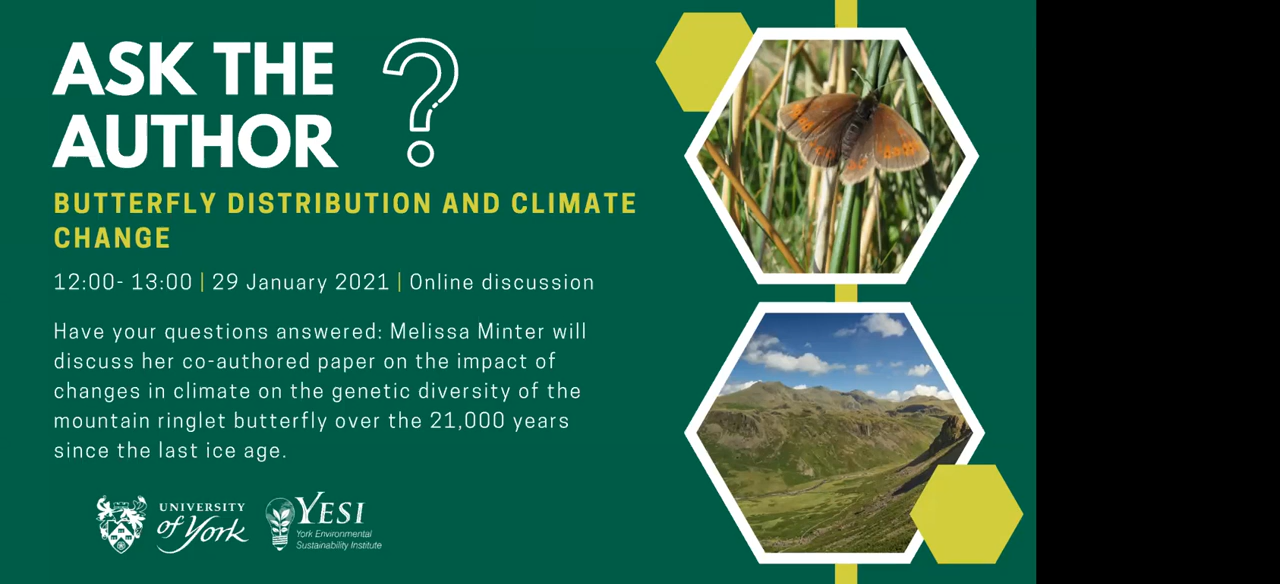 ASK THE
AUTHOR ?
BUTTERFLY DISTRIBUTION AND CLIMATE
CHANGE
12:00- 13:00 | 29 January 2021 | Online discussion
Have your questions answered: Melissa Minter will
discuss her co-authored paper on the impact of
changes in climate on the genetic diversity of the
mountain ringlet butterfly over the 21,000 years
since the last ice age.
UNIVERSITY
of York
YESI
York Environmental
Sustainability Institute